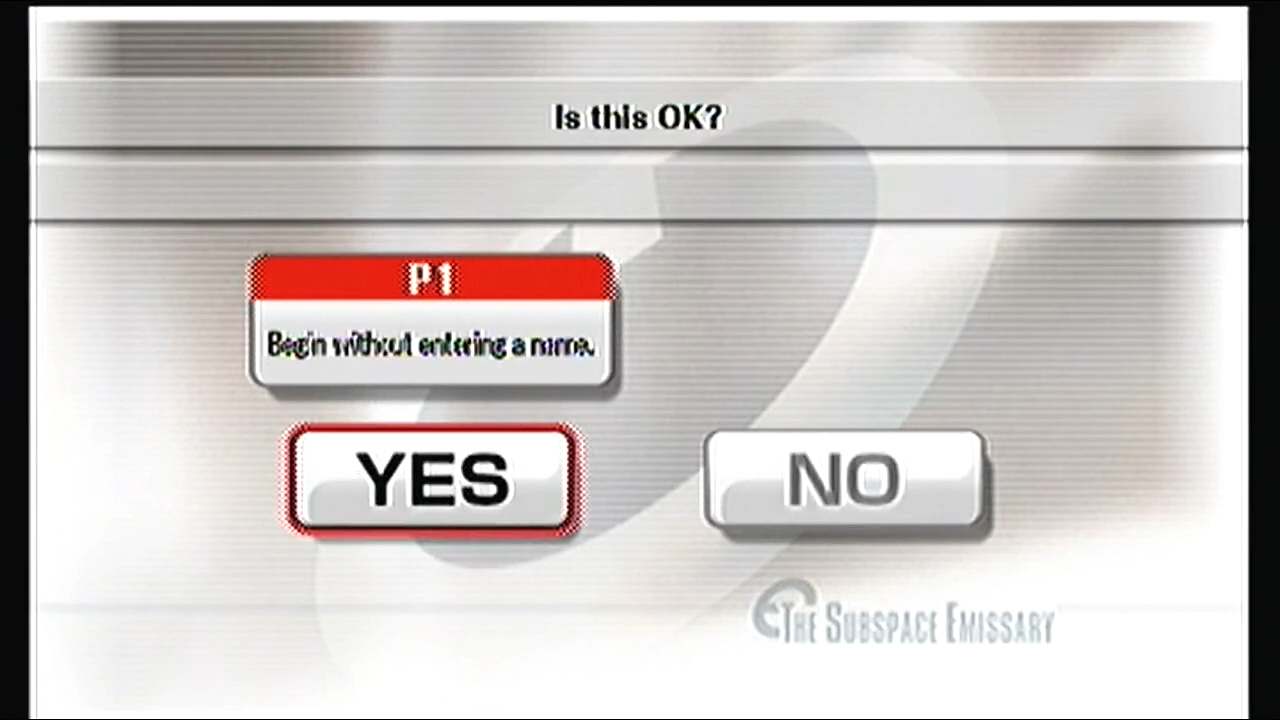 Is this OK?
P1
Begin without entering a name.
YES
NO
THE SUBSPACE EMISSARY